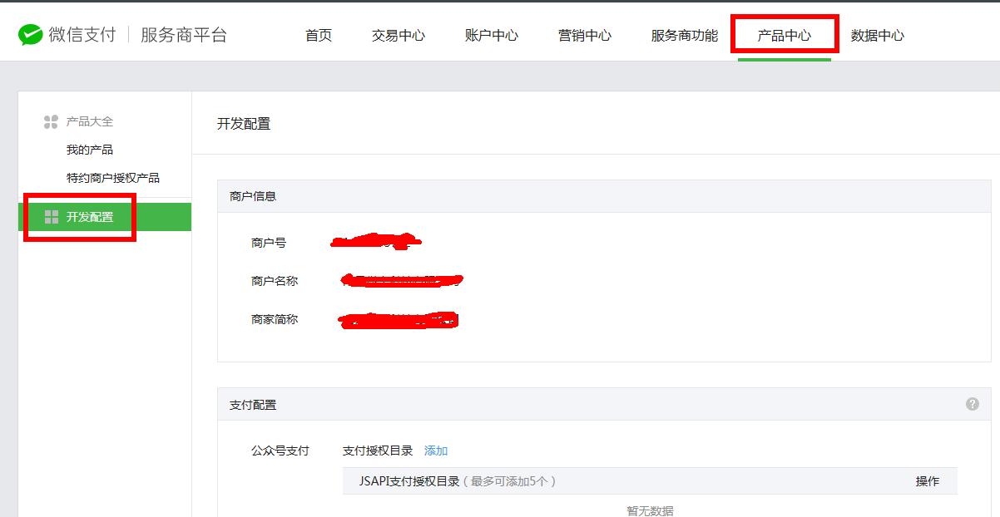 微信支付 服务商平台 首页 交易中心 账户中心 营销中心 服务商功能 产品中心 数据中心
产品大全
我的产品
特约商户授权产品
开发配置
开发配置
商户信息
商户号
商户名称
商家简称
支付配置 ?
公众号支付 支付授权目录 添加
JSAPI支付授权目录（最多可添加5个） 操作
暂无数据